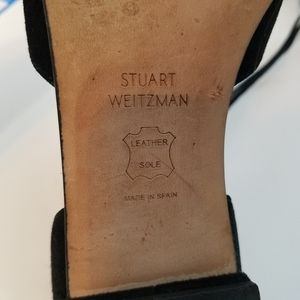 STUART
WEITZMAN
LEATHER
SOLE
MADE IN SPAIN